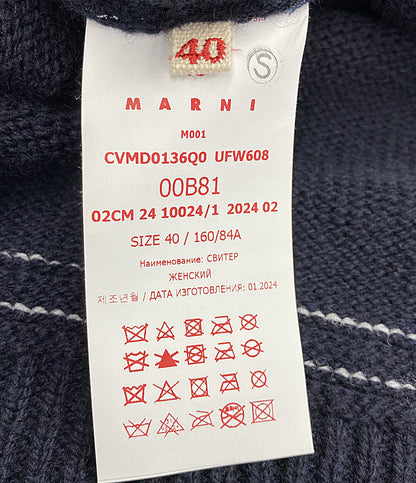 40
S
MARNI
M001
CVMD0136Q0 UFW608
00B81
02CM 24 10024/1 2024 02
SIZE 40 / 160/84A
Наименование: СВИТЕР
ЖЕНСКИЙ
제조년월 / ДАТА ИЗГОТОВЛЕНИЯ: 01.2024